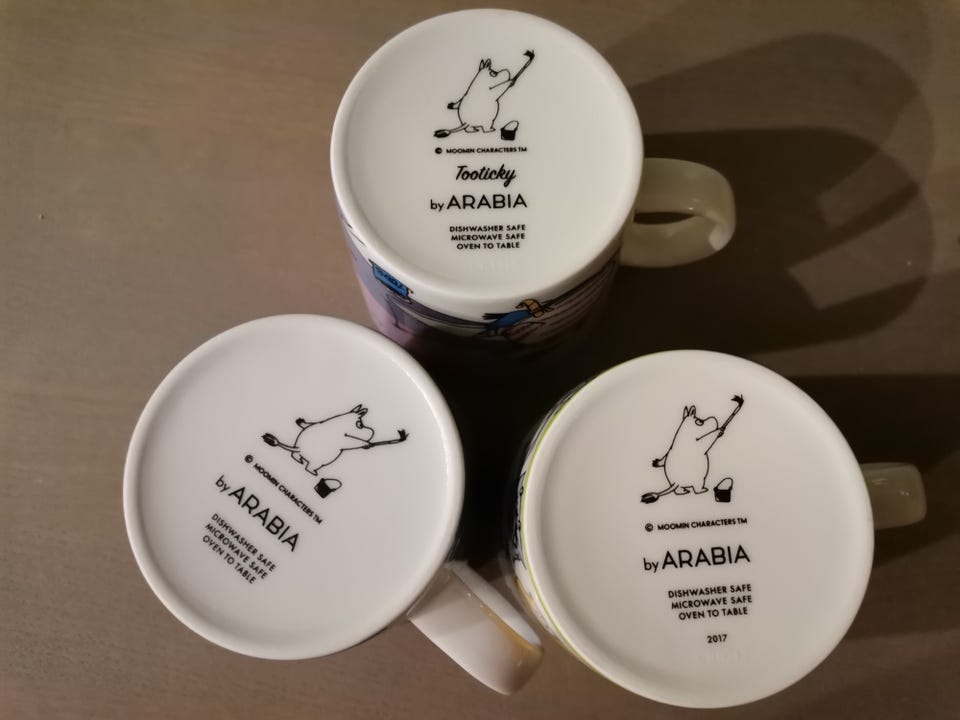 © MOOMIN CHARACTERS TM
Tooticky
by ARABIA
DISHWASHER SAFE
MICROWAVE SAFE
OVEN TO TABLE
© MOOMIN CHARACTERS TM
by ARABIA
DISHWASHER SAFE
MICROWAVE SAFE
OVEN TO TABLE
© MOOMIN CHARACTERS TM
by ARABIA
DISHWASHER SAFE
MICROWAVE SAFE
OVEN TO TABLE
2017